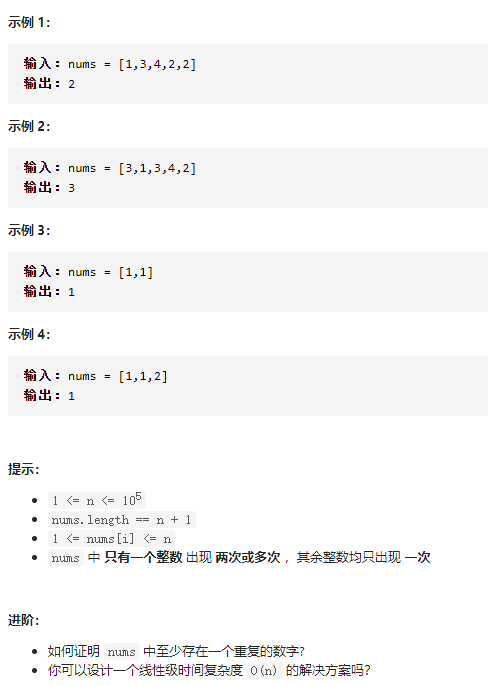 示例 1：
输入：nums = [1,3,4,2,2]
输出：2
示例 2：
输入：nums = [3,1,3,4,2]
输出：3
示例 3：
输入：nums = [1,1]
输出：1
示例 4：
输入：nums = [1,1,2]
输出：1
提示：
1 <= n <= 10⁵
nums.length == n + 1
1 <= nums[i] <= n
nums 中 只有一个整数 出现 两次或多次 ，其余整数均只出现 一次
进阶：
如何证明 nums 中至少存在一个重复的数字?
你可以设计一个线性级时间复杂度 O(n) 的解决方案吗？